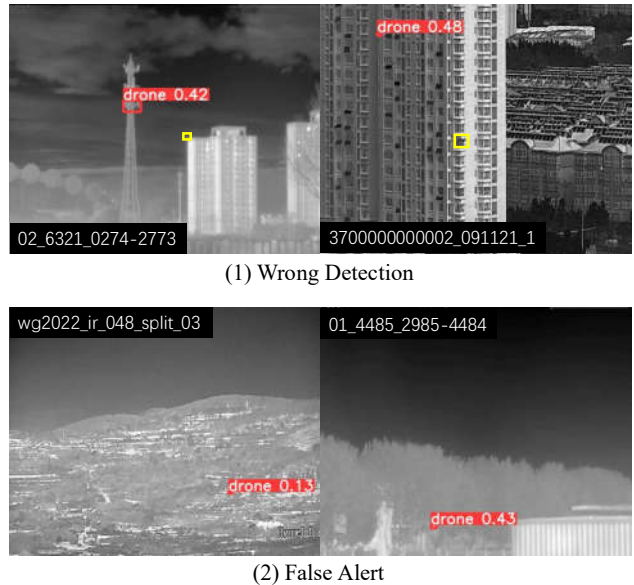 drone 0.42
drone 0.48
02_6321_0274-2773
3700000000002_091121_1
(1) Wrong Detection
wg2022_ir_048_split_03
01_4485_2985-4484
drone 0.13
drone 0.43
(2) False Alert